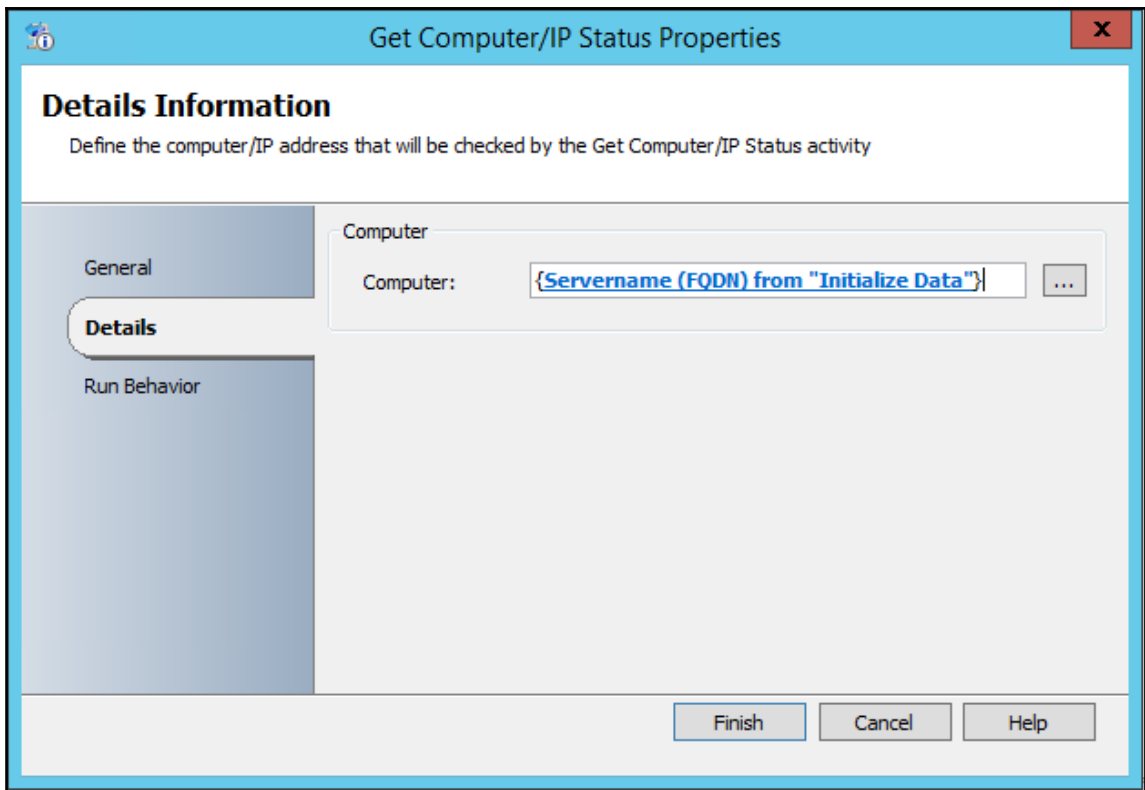 Get Computer/IP Status Properties
x
Details Information
Define the computer/IP address that will be checked by the Get Computer/IP Status activity
General
Details
Run Behavior
Computer
Computer:
{Servername (FQDN) from "Initialize Data"}
...
Finish
Cancel
Help